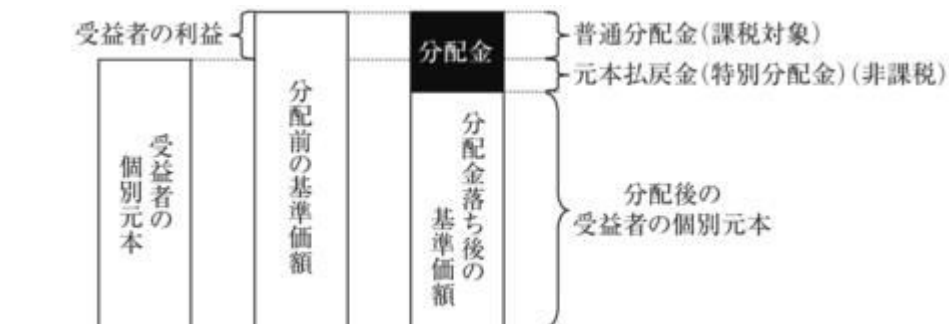 受益者の利益
受益者の
個別元本
分配前の基準価額
分配金
分配金落ち後の
基準価額
普通分配金(課税対象)
元本払戻金(特別分配金)(非課税)
分配後の
受益者の個別元本